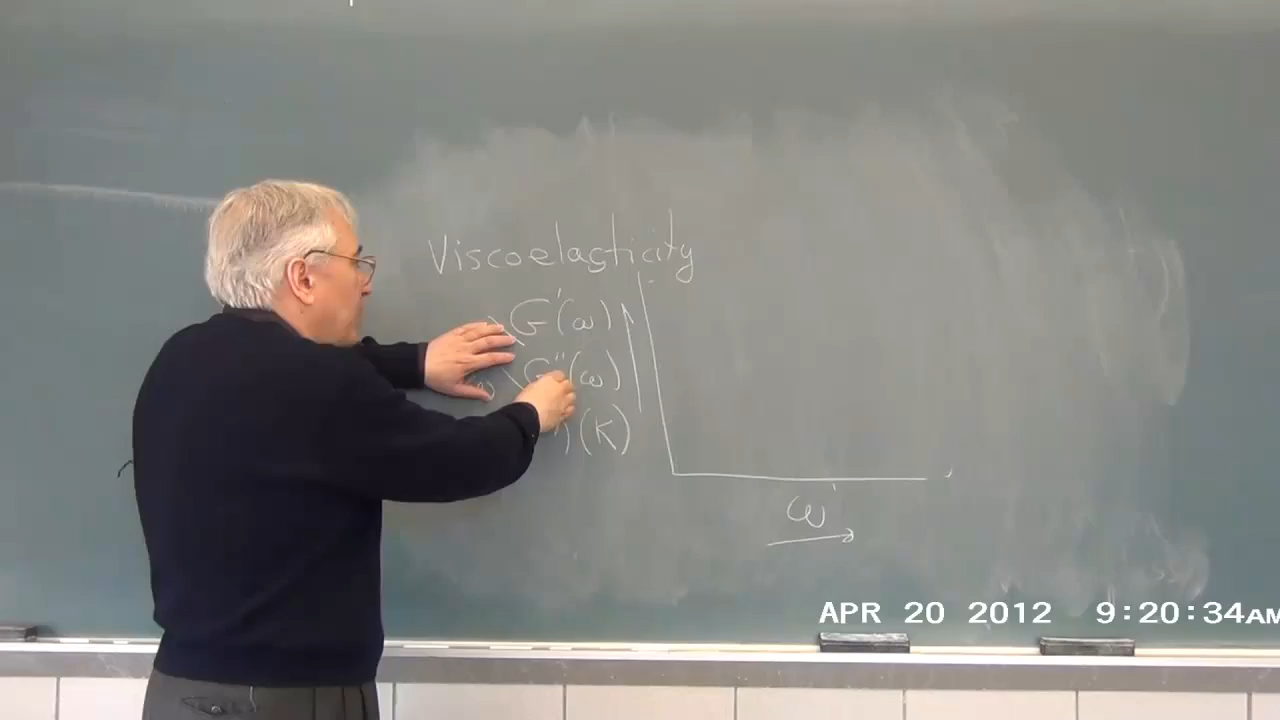 Viscoelasticity
G'(ω)
G"(ω)
(K)
ω
APR 20 2012 9:20:34AM